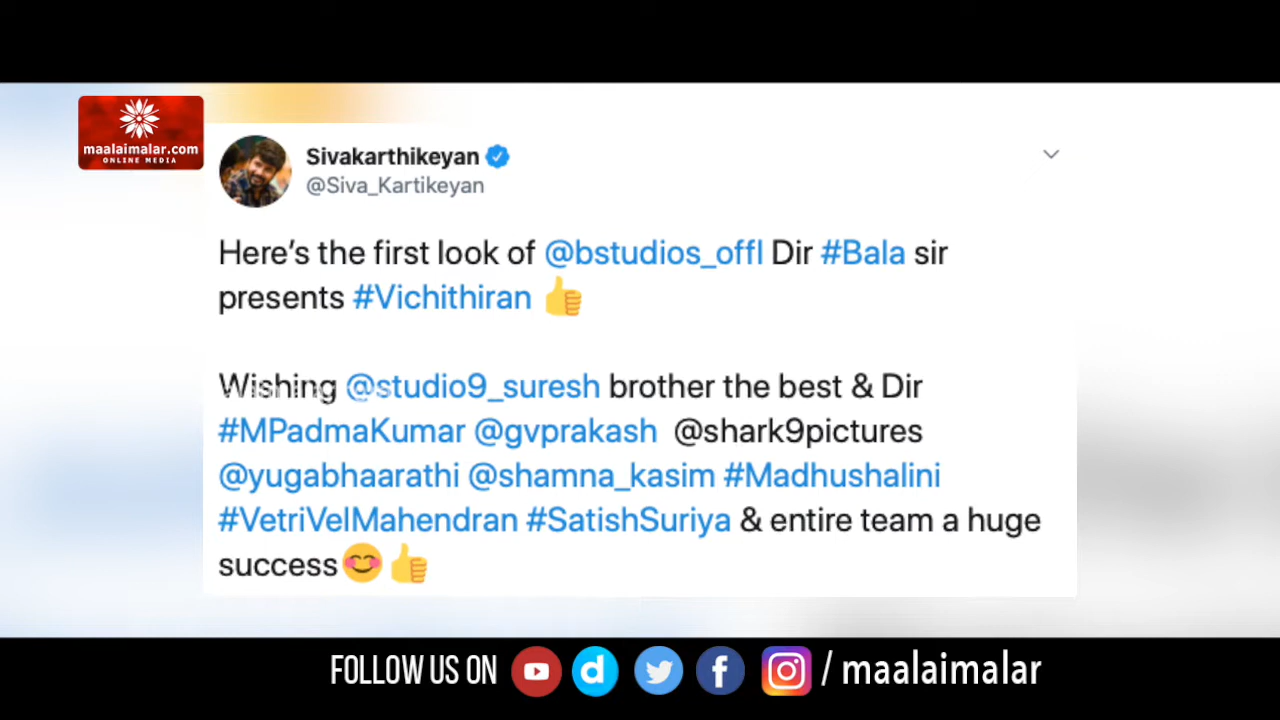 maalaimalar.com
ONLINE MEDIA
Sivakarthikeyan
@Siva_Kartikeyan
Here's the first look of @bstudios_offl Dir #Bala sir
presents #Vichithiran 👍
Wishing @studio9_suresh brother the best & Dir
#MPadmaKumar @gvprakash @shark9pictures
@yugabhaarathi @shamna_kasim #Madhushalini
#VetriVelMahendran #SatishSuriya & entire team a huge
success😊👍
FOLLOW US ON / maalaimalar